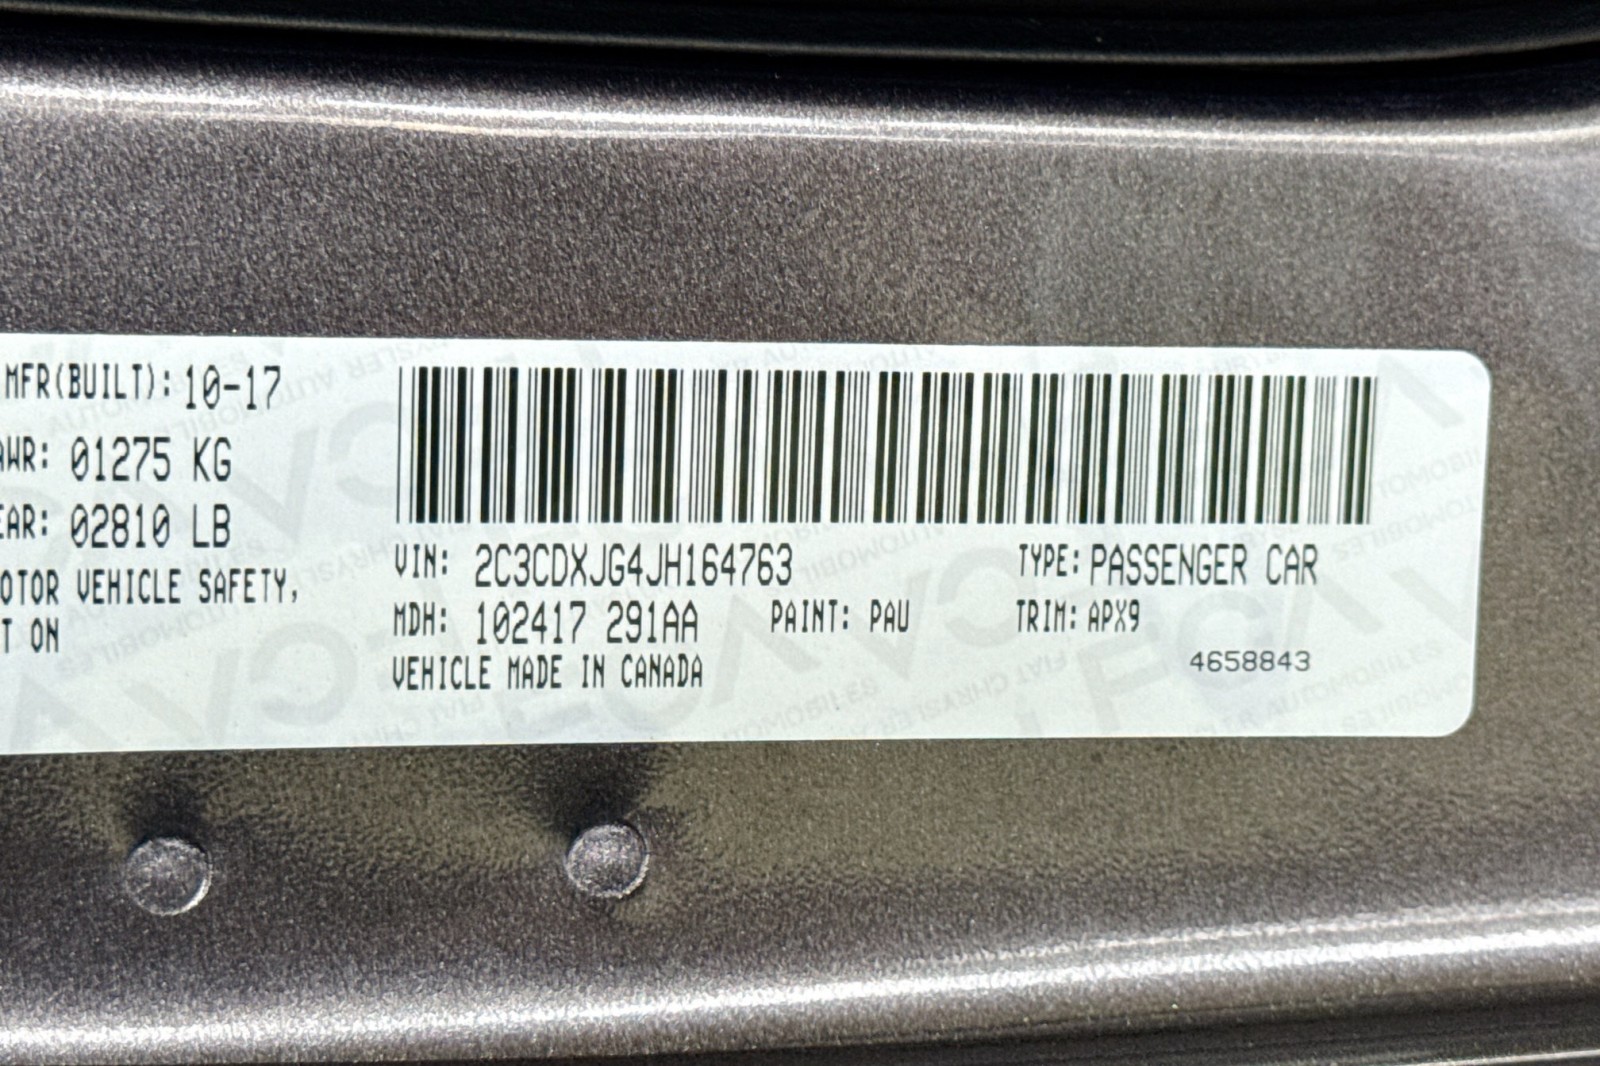 MFR(BUILT): 10-17
AWR: 01275 KG
EAR: 02810 LB
OTOR VEHICLE SAFETY,
T ON
VIN: 2C3CDXJG4JH164763 TYPE: PASSENGER CAR
MDH: 102417 291AA PAINT: PAU TRIM: APX9
VEHICLE MADE IN CANADA
4658843